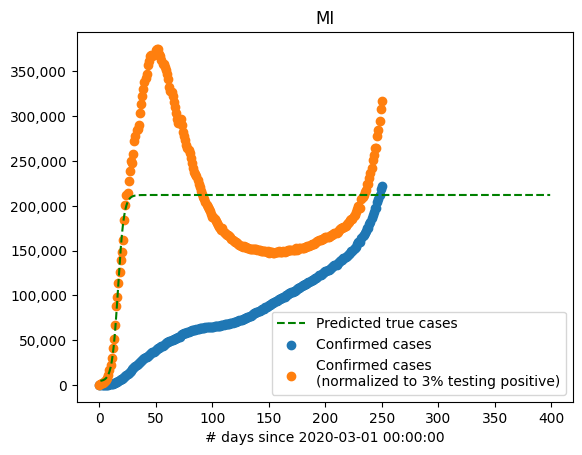 MI
350,000
300,000
250,000
200,000
150,000
100,000
50,000
0
Predicted true cases
Confirmed cases
Confirmed cases
(normalized to 3% testing positive)
0 50 100 150 200 250 300 350 400
# days since 2020-03-01 00:00:00